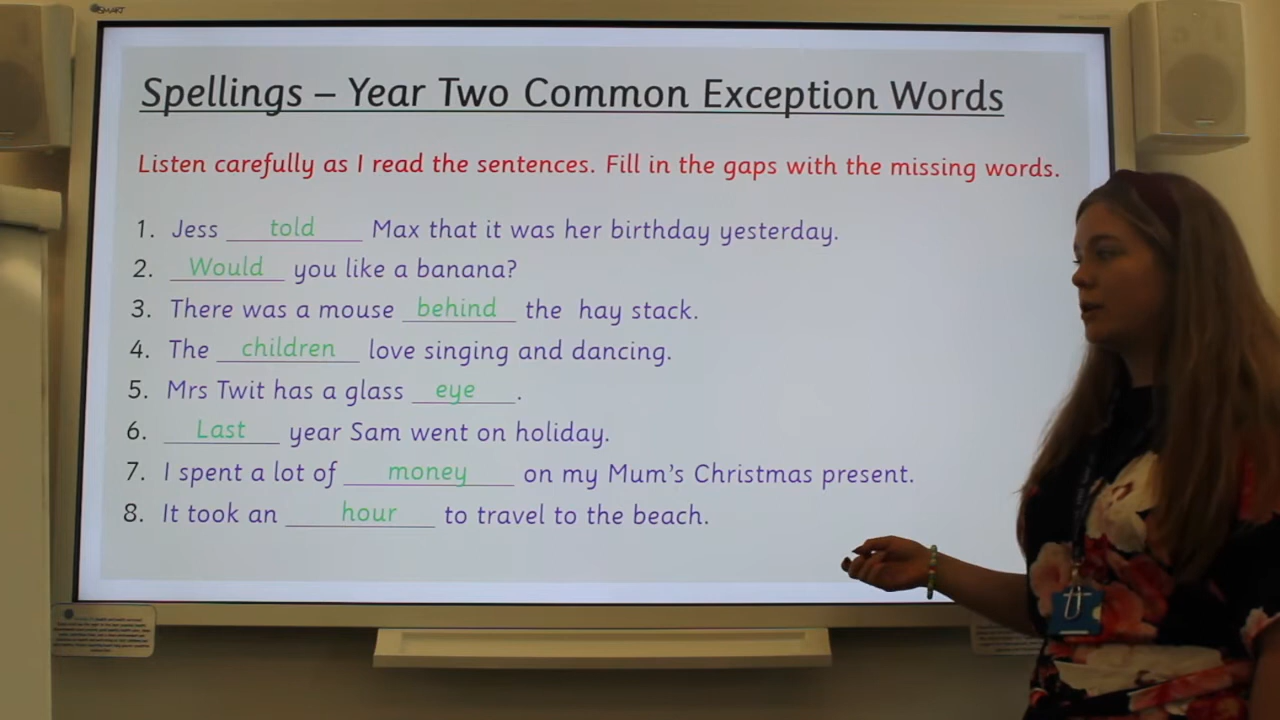 SMART
Spellings – Year Two Common Exception Words
Listen carefully as I read the sentences. Fill in the gaps with the missing words.
1. Jess told Max that it was her birthday yesterday.
2. Would you like a banana?
3. There was a mouse behind the hay stack.
4. The children love singing and dancing.
5. Mrs Twit has a glass eye.
6. Last year Sam went on holiday.
7. I spent a lot of money on my Mum's Christmas present.
8. It took an hour to travel to the beach.